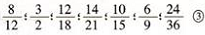 8/12 ; 3/2 ; 12/18 ; 14/21 ; 10/15 ; 6/9 ; 24/36 ③